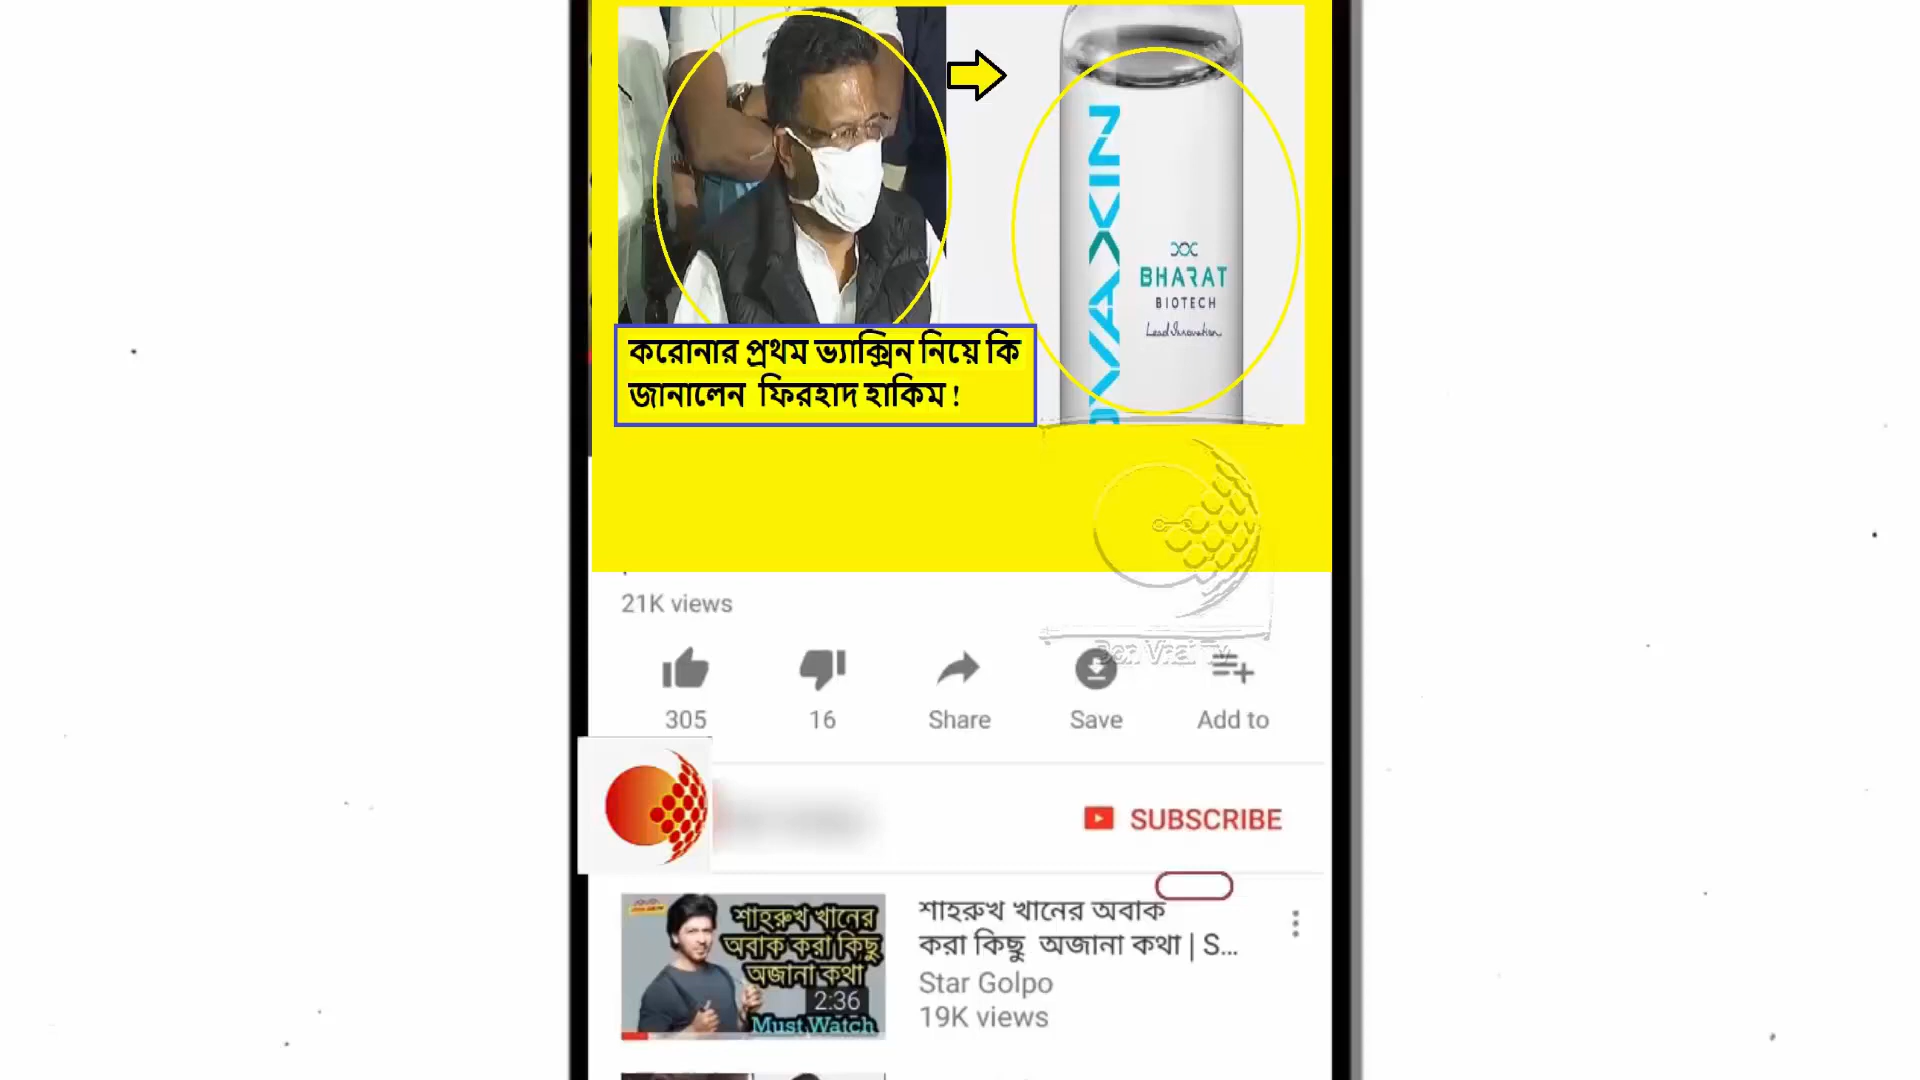 COVAXIN
BHARAT
BIOTECH
Lead Innovation
করোনার প্রথম ভ্যাক্সিন নিয়ে কি
জানালেন ফিরহাদ হাকিম !
21K views
305
16
Share
Save
Add to
SUBSCRIBE
শাহরুখ খানের
অবাক করা কিছু
অজানা কথা
2:36
Must Watch
শাহরুখ খানের অবাক
করা কিছু অজানা কথা | S...
Star Golpo
19K views